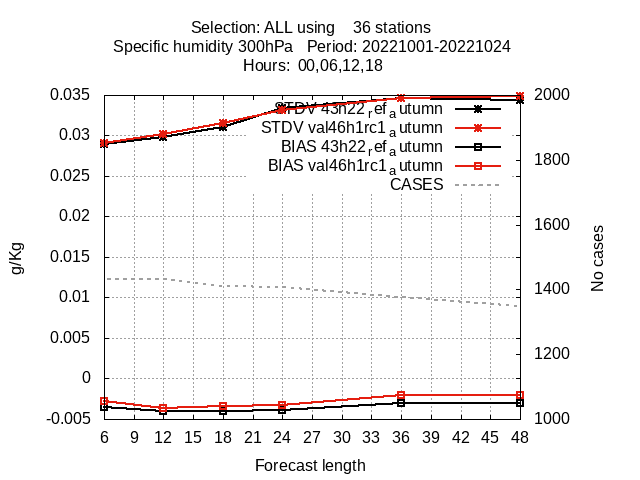 Selection: ALL using    36 stations
Specific humidity 300hPa   Period: 20221001-20221024
Hours: 00,06,12,18
0.035
0.03
0.025
0.02
0.015
0.01
0.005
0
-0.005
g/Kg
STDV 43h22_ref_autumn
STDV val46h1rc1_autumn
BIAS 43h22_ref_autumn
BIAS val46h1rc1_autumn
CASES
2000
1800
1600
1400
1200
1000
No cases
6 9 12 15 18 21 24 27 30 33 36 39 42 45 48
Forecast length